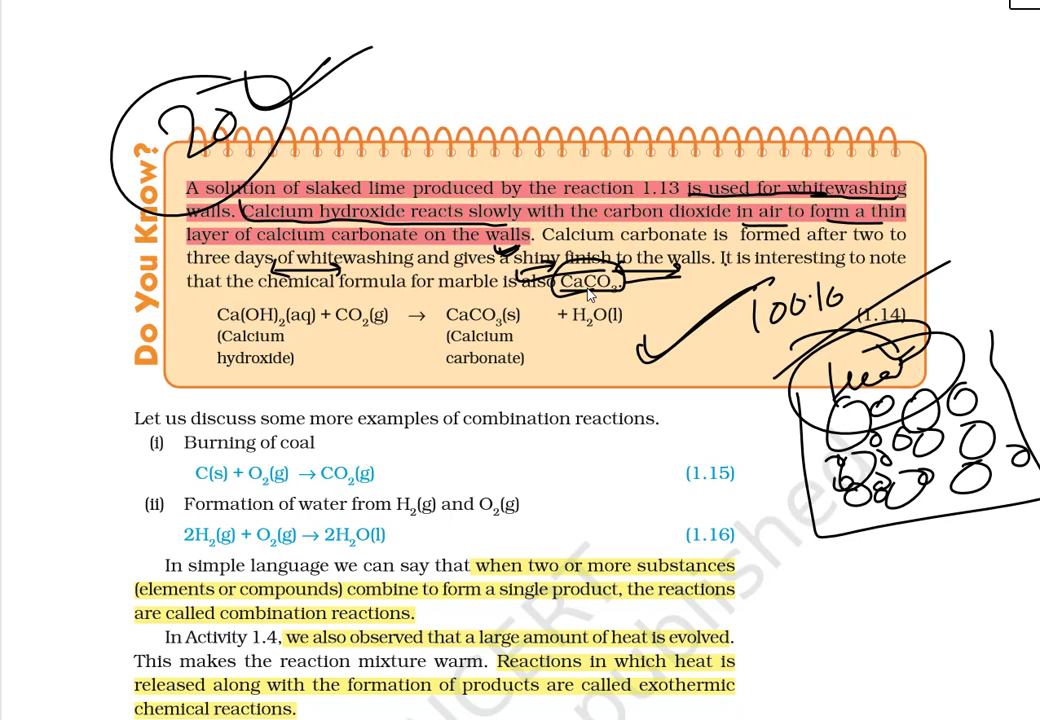 20
Do You Know?
A solution of slaked lime produced by the reaction 1.13 is used for whitewashing
walls. Calcium hydroxide reacts slowly with the carbon dioxide in air to form a thin
layer of calcium carbonate on the walls. Calcium carbonate is formed after two to
three days of whitewashing and gives a shiny finish to the walls. It is interesting to note
that the chemical formula for marble is also CaCO₃.
100%
Ca(OH)₂(aq) + CO₂(g) → CaCO₃(s) + H₂O(l) (1.14)
(Calcium (Calcium
hydroxide) carbonate)
heat
Let us discuss some more examples of combination reactions.
(i) Burning of coal
C(s) + O₂(g) → CO₂(g) (1.15)
(ii) Formation of water from H₂(g) and O₂(g)
2H₂(g) + O₂(g) → 2H₂O(l) (1.16)
In simple language we can say that when two or more substances
(elements or compounds) combine to form a single product, the reactions
are called combination reactions.
In Activity 1.4, we also observed that a large amount of heat is evolved.
This makes the reaction mixture warm. Reactions in which heat is
released along with the formation of products are called exothermic
chemical reactions.
NCERT
published